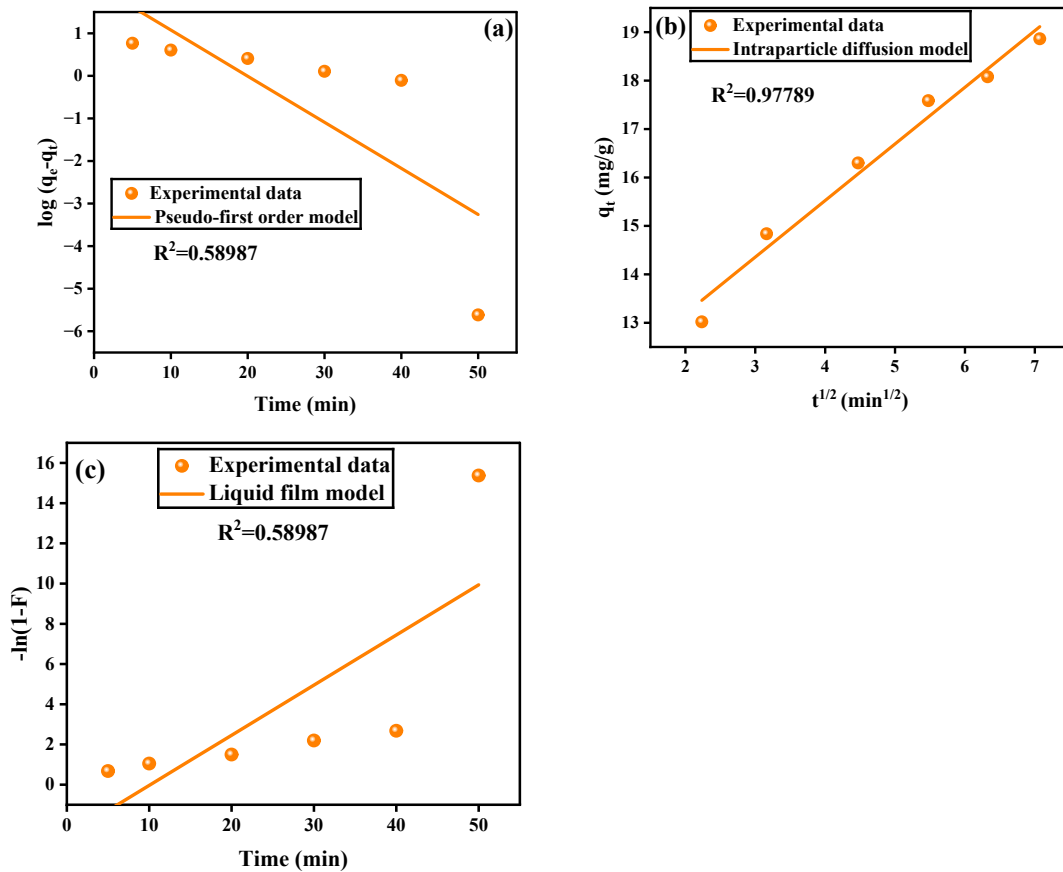 (a)
1
0
−1
−2
−3
−4
−5
−6
log (qe-qt)
Experimental data
Pseudo-first order model
R²=0.58987
0 10 20 30 40 50
Time (min)
(b)
19
18
17
16
15
14
13
qt (mg/g)
Experimental data
Intraparticle diffusion model
R²=0.97789
2 3 4 5 6 7
t^1/2 (min^1/2)
(c)
16
14
12
10
8
6
4
2
0
-ln(1-F)
Experimental data
Liquid film model
R²=0.58987
0 10 20 30 40 50
Time (min)